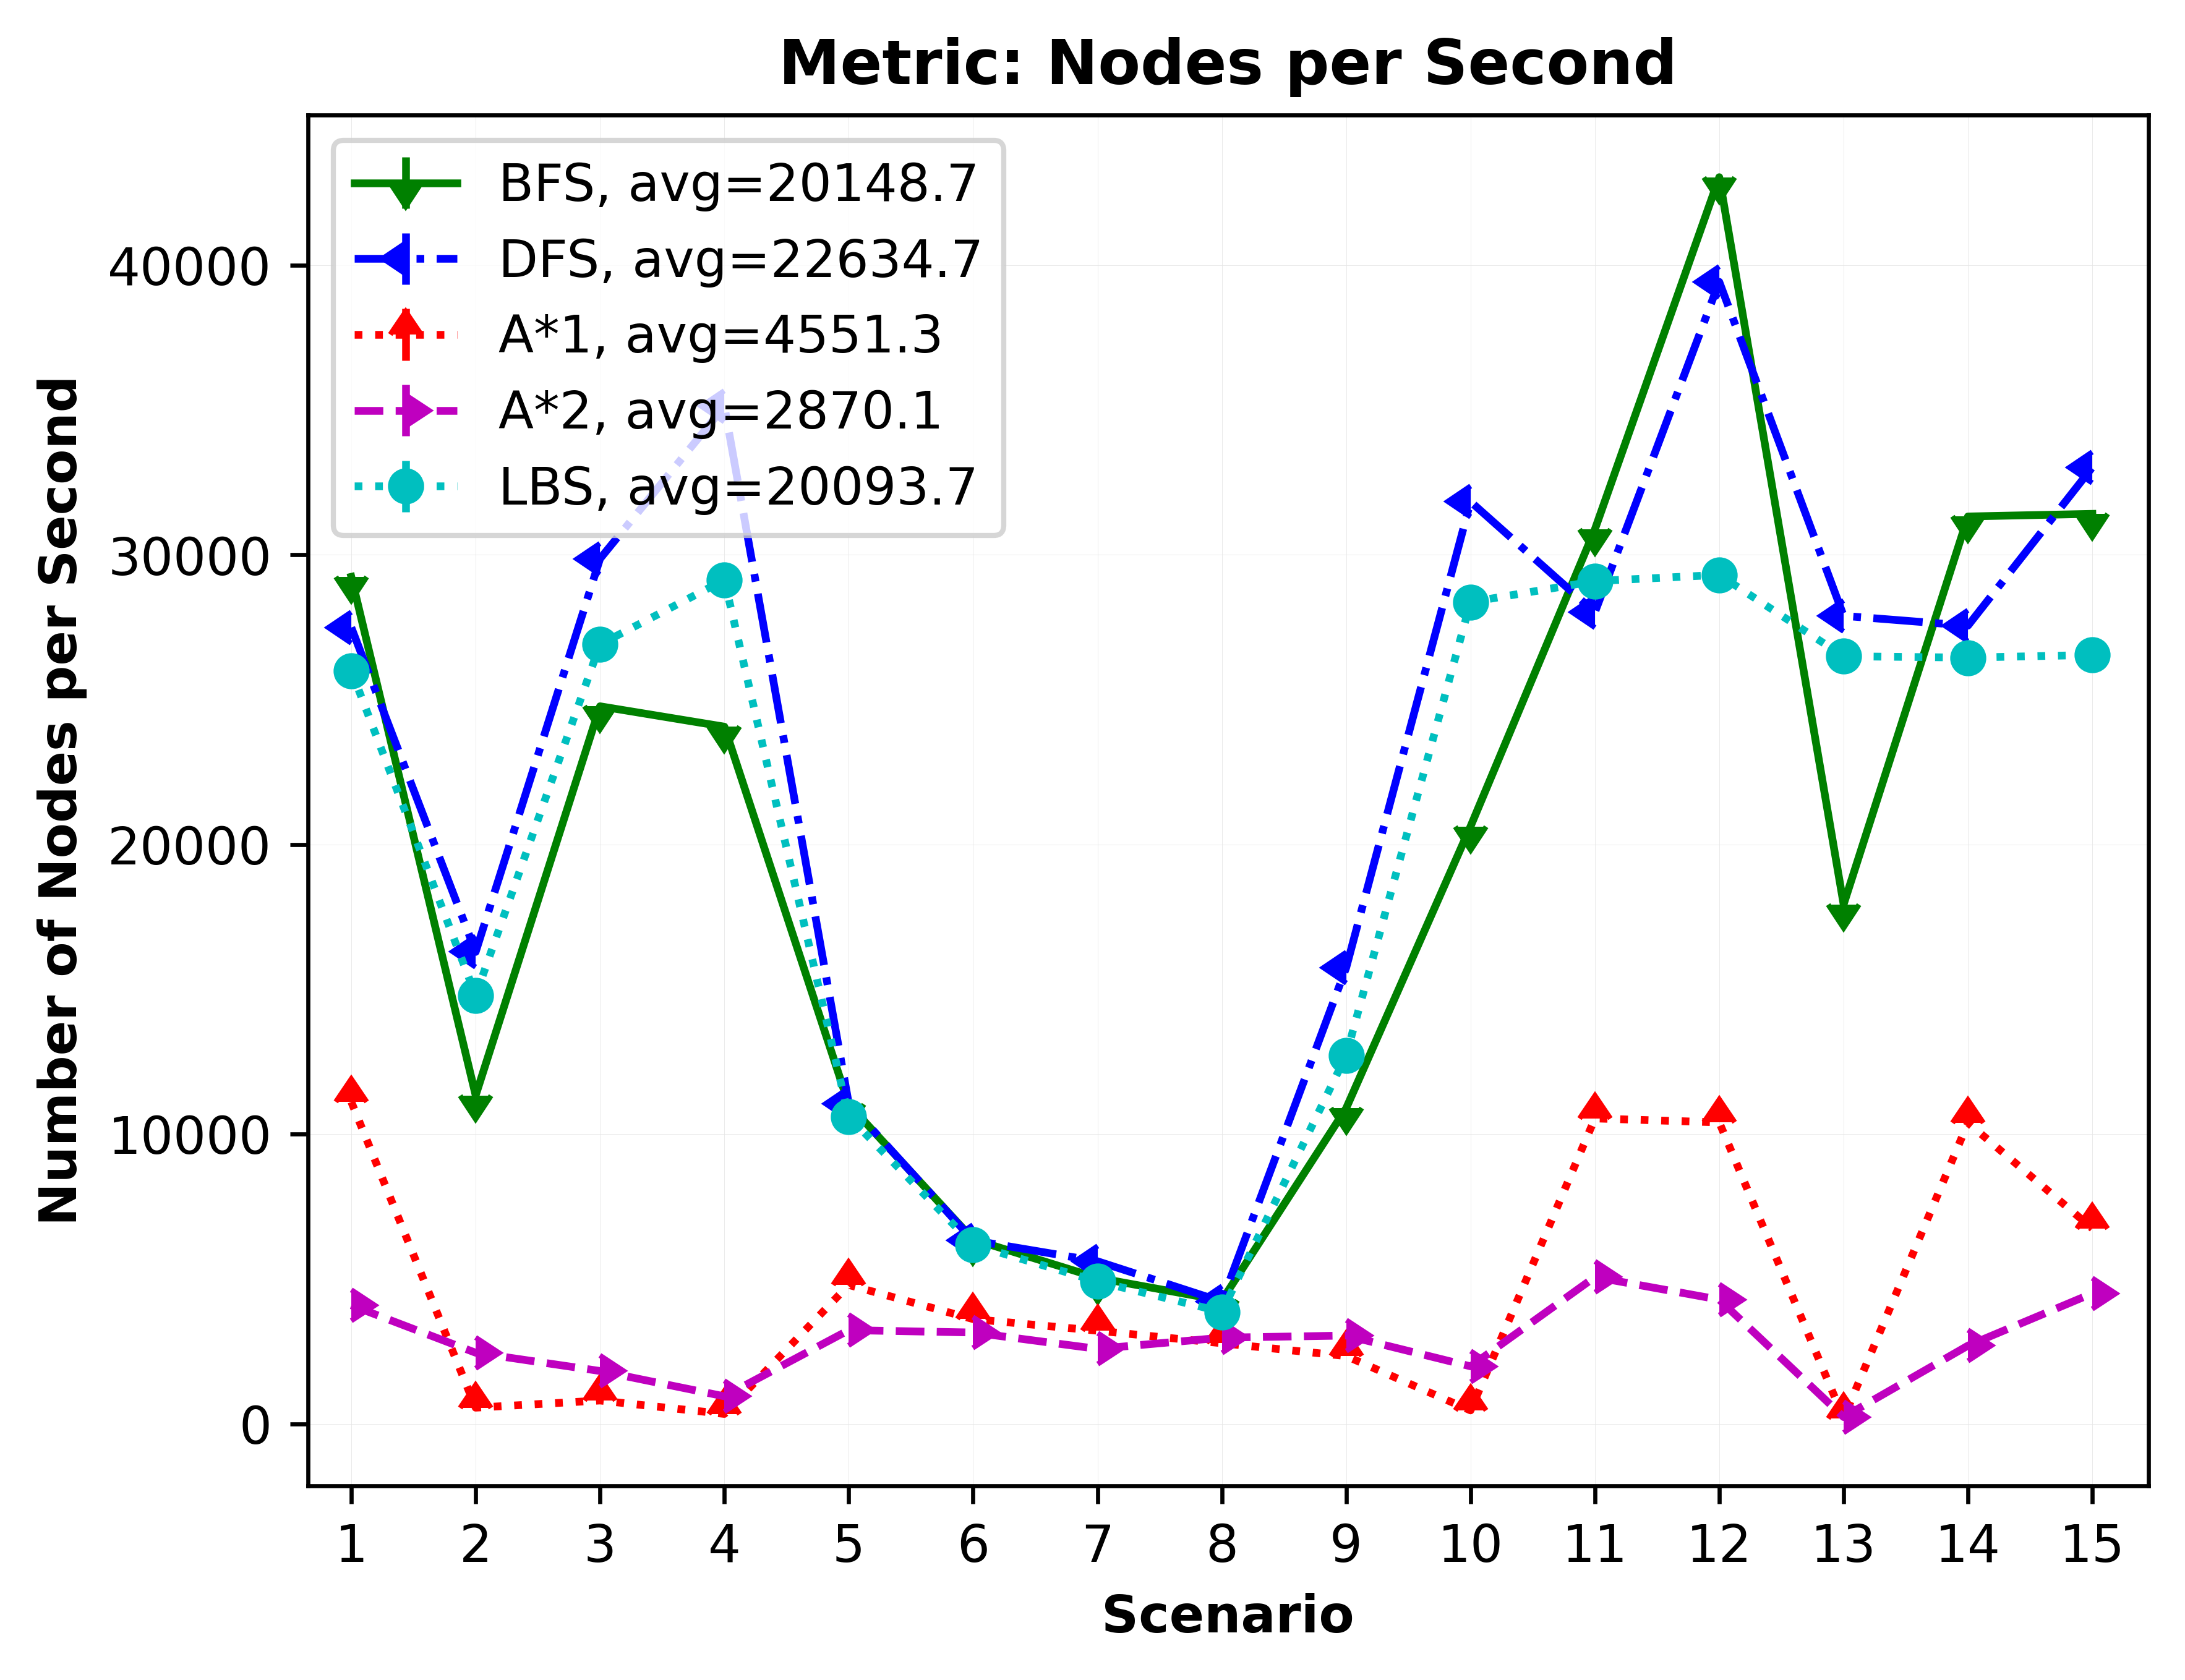 Metric: Nodes per Second
BFS, avg=20148.7
DFS, avg=22634.7
A*1, avg=4551.3
A*2, avg=2870.1
LBS, avg=20093.7
Number of Nodes per Second
40000
30000
20000
10000
0
1 2 3 4 5 6 7 8 9 10 11 12 13 14 15
Scenario